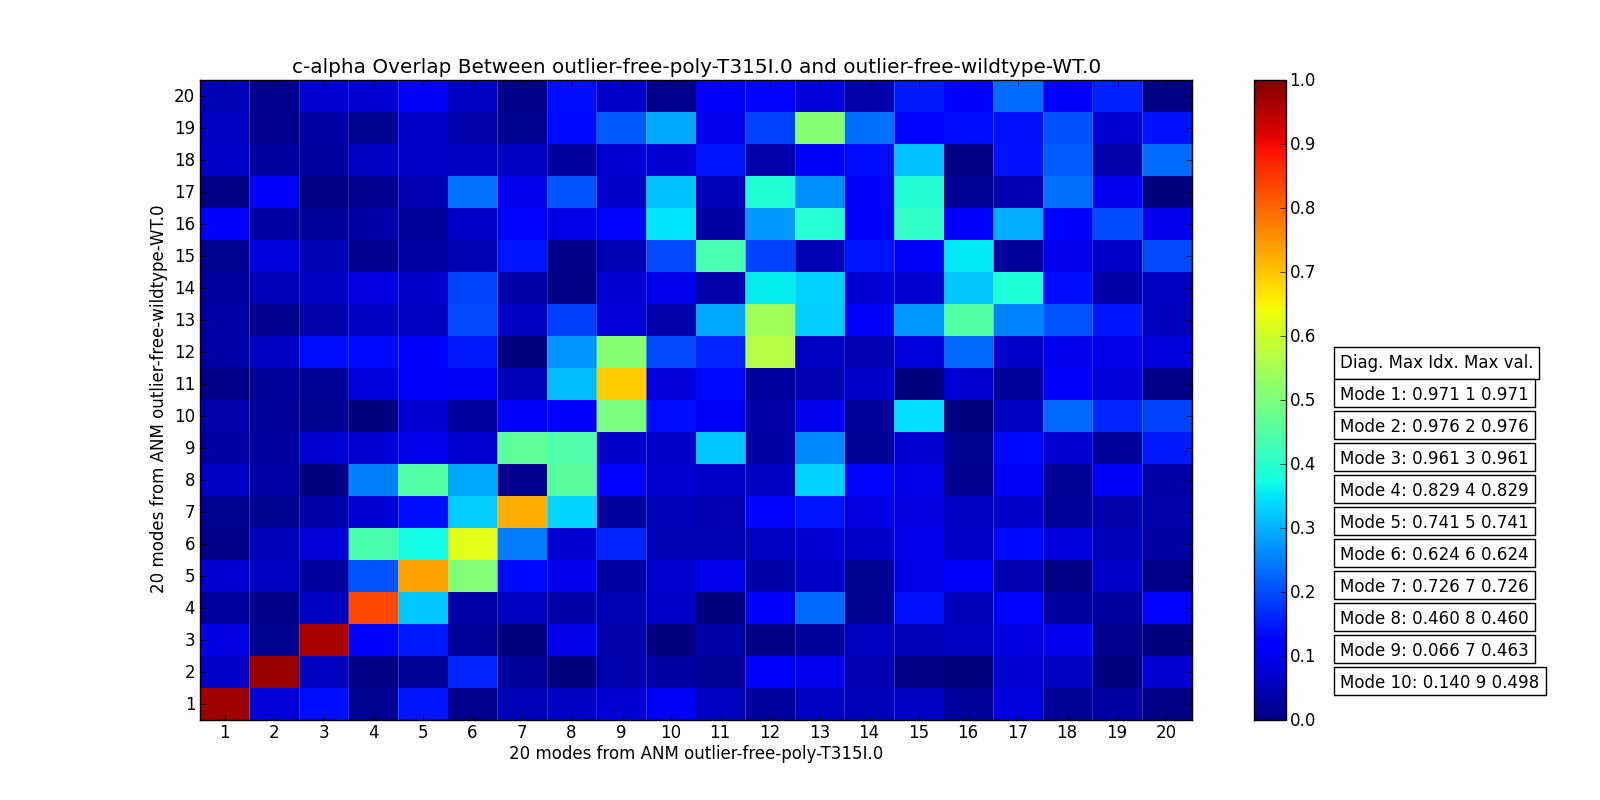 c-alpha Overlap Between outlier-free-poly-T315I.0 and outlier-free-wildtype-WT.0
20 modes from ANM outlier-free-wildtype-WT.0
20
19
18
17
16
15
14
13
12
11
10
9
8
7
6
5
4
3
2
1
1 2 3 4 5 6 7 8 9 10 11 12 13 14 15 16 17 18 19 20
20 modes from ANM outlier-free-poly-T315I.0
1.0
0.9
0.8
0.7
0.6
0.5
0.4
0.3
0.2
0.1
0.0
Diag. Max Idx. Max val.
Mode 1: 0.971 1 0.971
Mode 2: 0.976 2 0.976
Mode 3: 0.961 3 0.961
Mode 4: 0.829 4 0.829
Mode 5: 0.741 5 0.741
Mode 6: 0.624 6 0.624
Mode 7: 0.726 7 0.726
Mode 8: 0.460 8 0.460
Mode 9: 0.066 7 0.463
Mode 10: 0.140 9 0.498